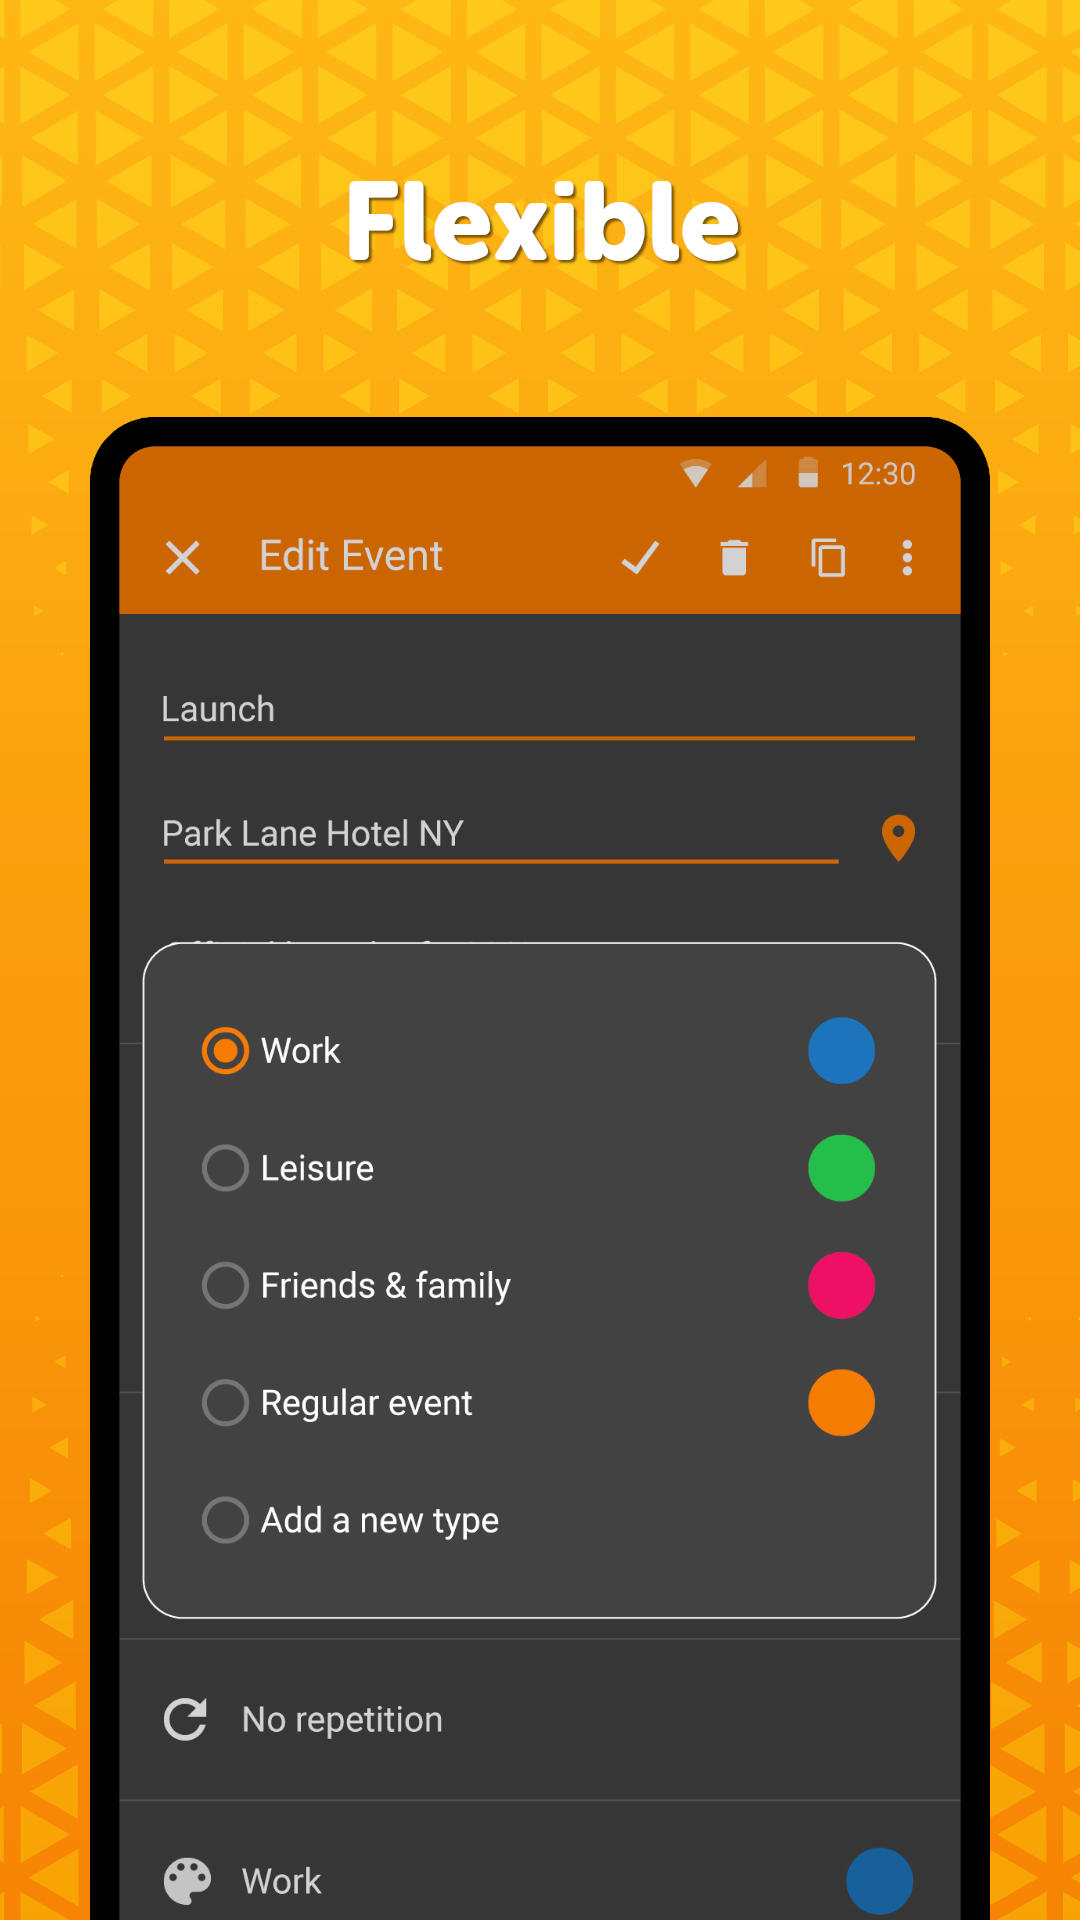 Flexible
12:30
Edit Event
Launch
Park Lane Hotel NY
Work
Leisure
Friends & family
Regular event
Add a new type
No repetition
Work